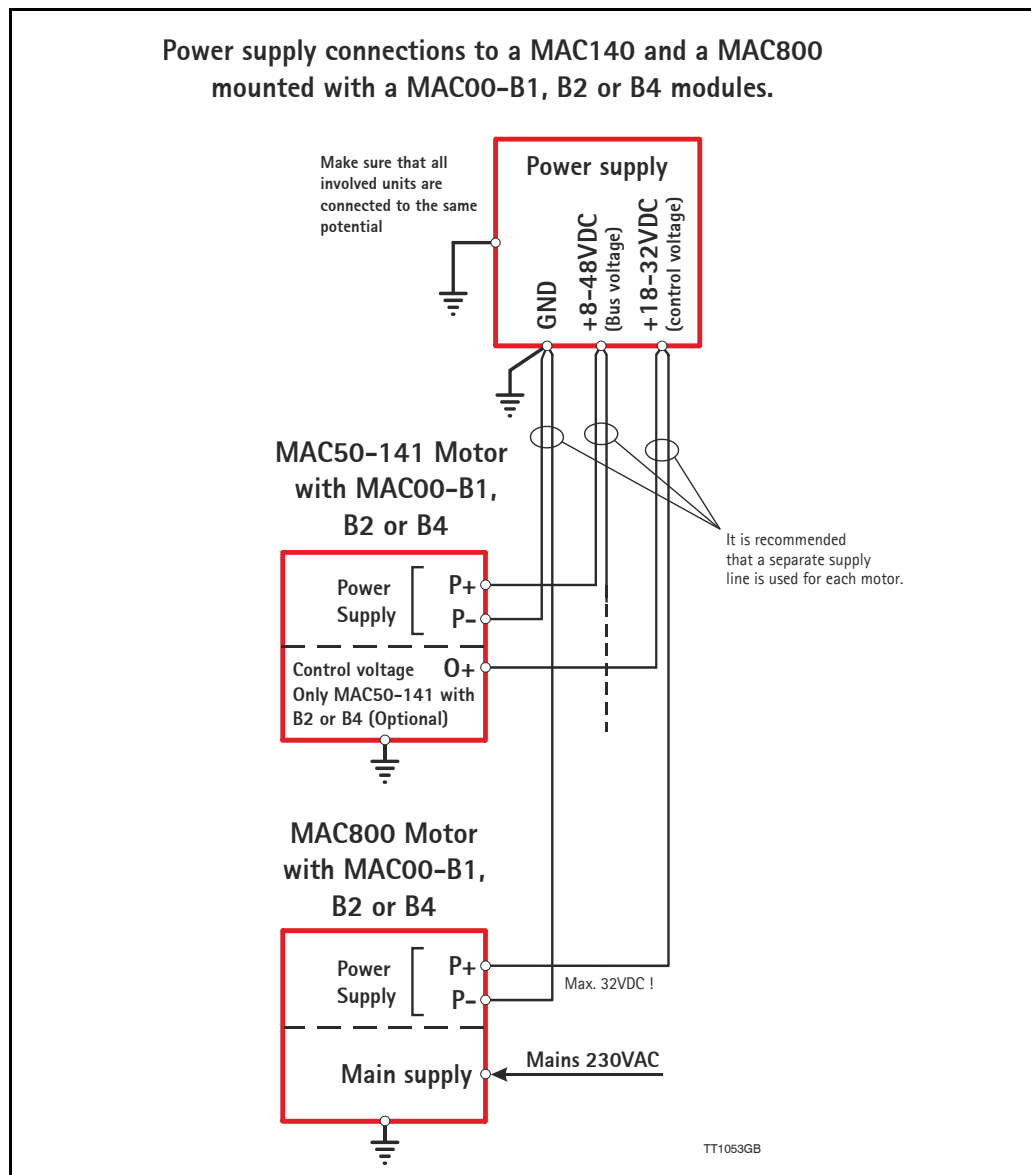 Power supply connections to a MAC140 and a MAC800
mounted with a MAC00-B1, B2 or B4 modules.
Make sure that all
involved units are
connected to the same
potential
Power supply
GND
+8-48VDC
(Bus voltage)
+18-32VDC
(control voltage)
MAC50-141 Motor
with MAC00-B1,
B2 or B4
It is recommended
that a separate supply
line is used for each motor.
Power
Supply
P+
P-
Control voltage O+
Only MAC50-141 with
B2 or B4 (Optional)
MAC800 Motor
with MAC00-B1,
B2 or B4
Power
Supply
P+
P-
Max. 32VDC !
Main supply
Mains 230VAC
TT1053GB